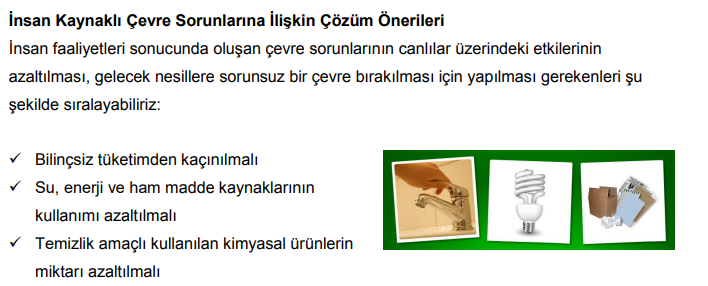 İnsan Kaynaklı Çevre Sorunlarına İlişkin Çözüm Önerileri
İnsan faaliyetleri sonucunda oluşan çevre sorunlarının canlılar üzerindeki etkilerinin
azaltılması, gelecek nesillere sorunsuz bir çevre bırakılması için yapılması gerekenleri şu
şekilde sıralayabiliriz:
✓ Bilinçsiz tüketimden kaçınılmalı
✓ Su, enerji ve ham madde kaynaklarının
kullanımı azaltılmalı
✓ Temizlik amaçlı kullanılan kimyasal ürünlerin
miktarı azaltılmalı